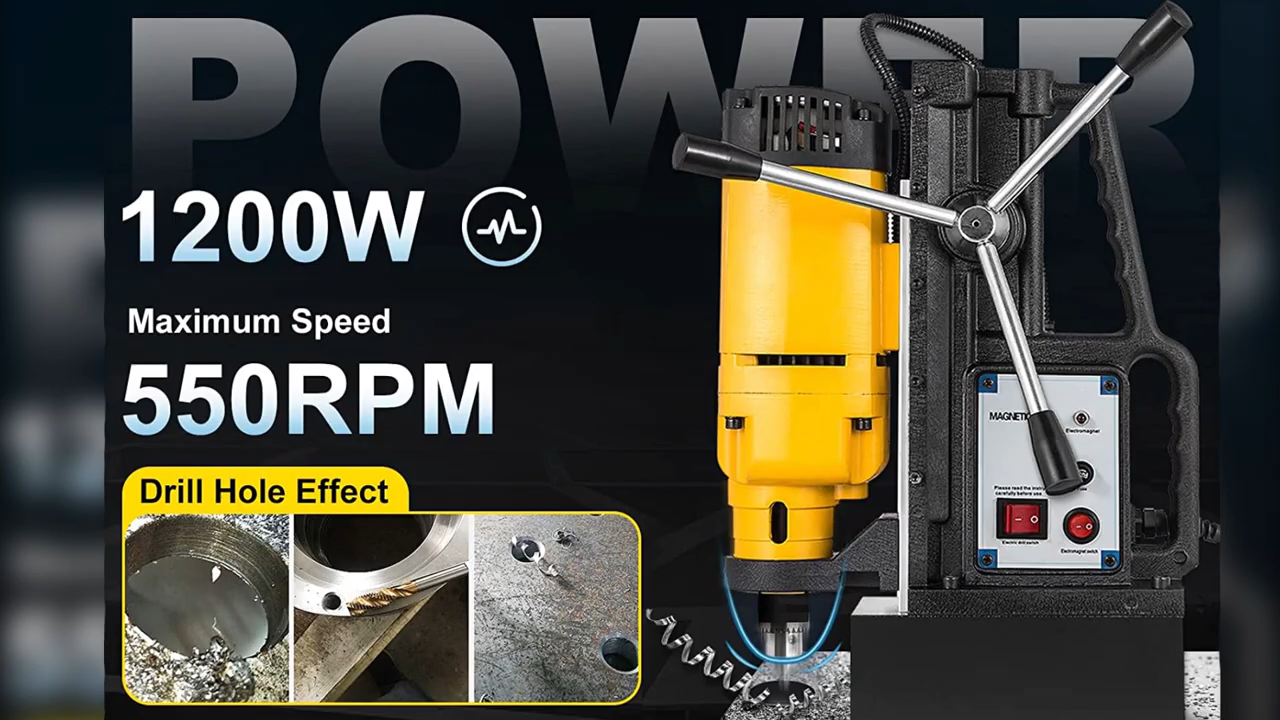 POWER
1200W
Maximum Speed
550RPM
Drill Hole Effect
MAGNETIC
Electromagnet
Please read the
carefully before use
Electric drill switch
Electromagnet switch